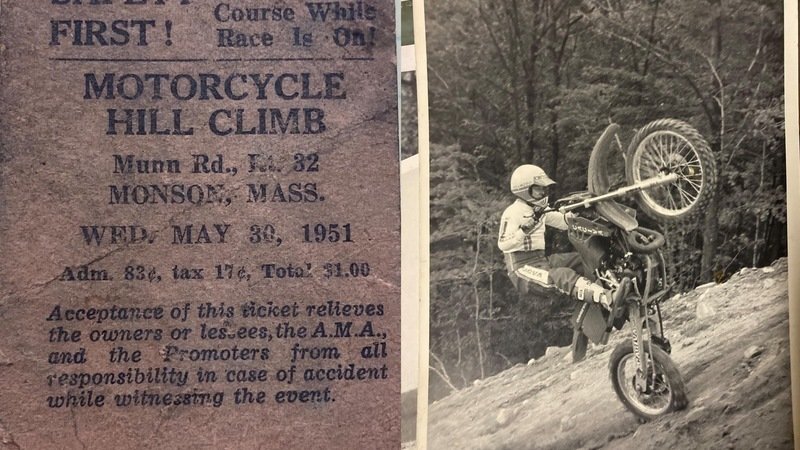 SAFETY
FIRST!
Course While
Race Is On!
MOTORCYCLE
HILL CLIMB
Munn Rd., Rt. 32
MONSON, MASS.
WED. MAY 30, 1951
Adm. 83¢, tax 17¢, Total $1.00
Acceptance of this ticket relieves
the owners or lessees, the A.M.A.,
and the Promoters from all
responsibility in case of accident
while witnessing the event.